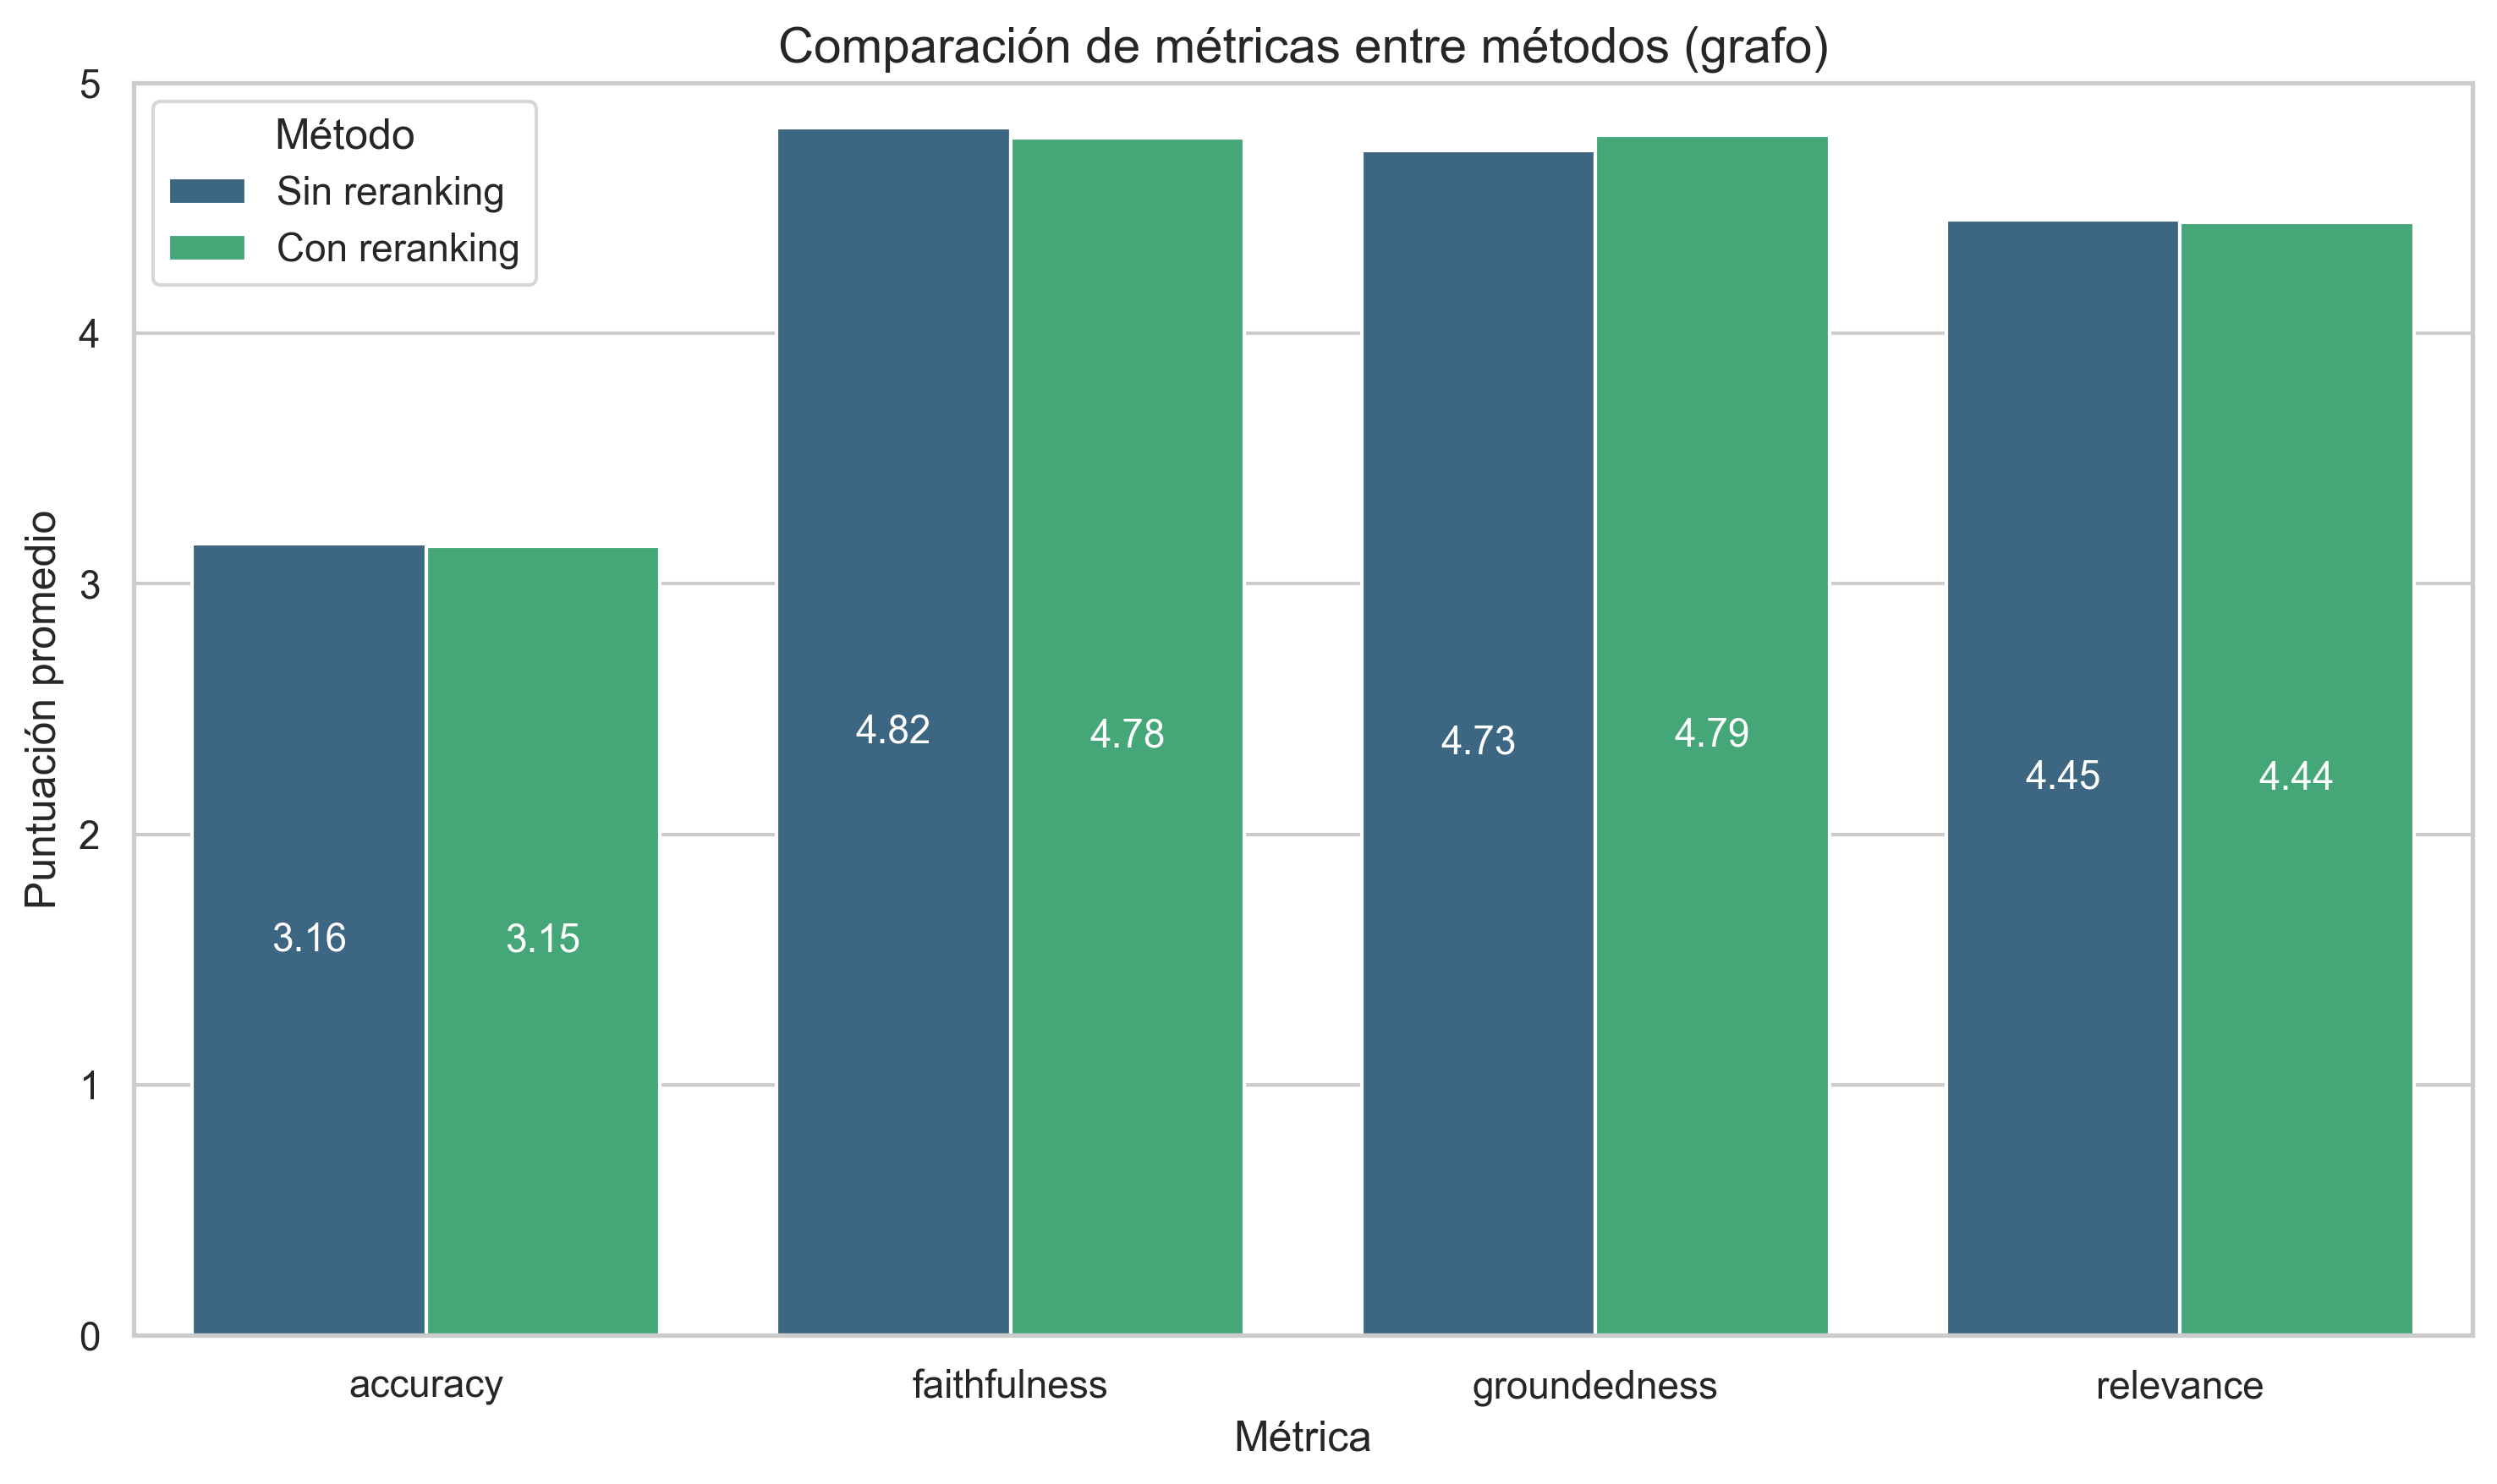 Comparación de métricas entre métodos (grafo)
Método
Sin reranking
Con reranking
Puntuación promedio
5
4
3
2
1
0
3.16
3.15
4.82
4.78
4.73
4.79
4.45
4.44
accuracy
faithfulness
groundedness
relevance
Métrica